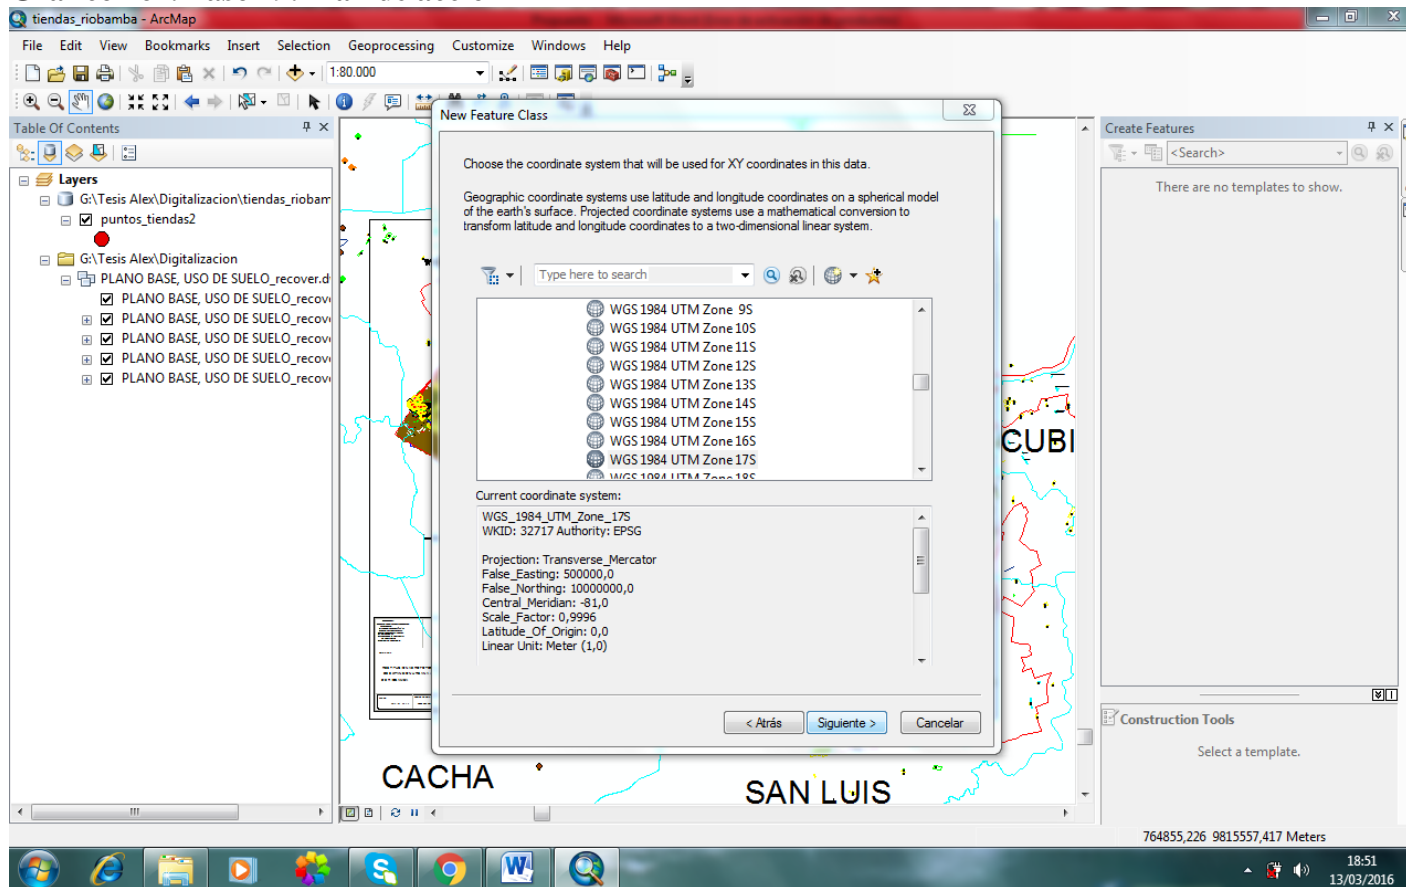 tiendas_riobamba - ArcMap
File Edit View Bookmarks Insert Selection Geoprocessing Customize Windows Help
1:80.000
Table Of Contents
Layers
G:\Tesis Alex\Digitalizacion\tiendas_riobam
puntos_tiendas2
G:\Tesis Alex\Digitalizacion
PLANO BASE, USO DE SUELO_recover.d
PLANO BASE, USO DE SUELO_recov
PLANO BASE, USO DE SUELO_recov
PLANO BASE, USO DE SUELO_recov
PLANO BASE, USO DE SUELO_recov
PLANO BASE, USO DE SUELO_recov
New Feature Class
Choose the coordinate system that will be used for XY coordinates in this data.
Geographic coordinate systems use latitude and longitude coordinates on a spherical model
of the earth's surface. Projected coordinate systems use a mathematical conversion to
transform latitude and longitude coordinates to a two-dimensional linear system.
Type here to search
WGS 1984 UTM Zone 9S
WGS 1984 UTM Zone 10S
WGS 1984 UTM Zone 11S
WGS 1984 UTM Zone 12S
WGS 1984 UTM Zone 13S
WGS 1984 UTM Zone 14S
WGS 1984 UTM Zone 15S
WGS 1984 UTM Zone 16S
WGS 1984 UTM Zone 17S
WGS 1984 UTM Zone 18S
Current coordinate system:
WGS_1984_UTM_Zone_17S
WKID: 32717 Authority: EPSG
Projection: Transverse_Mercator
False_Easting: 500000,0
False_Northing: 10000000,0
Central_Meridian: -81,0
Scale_Factor: 0,9996
Latitude_Of_Origin: 0,0
Linear Unit: Meter (1,0)
< Atrás
Siguiente >
Cancelar
CUBI
CACHA
SAN LUIS
Create Features
<Search>
There are no templates to show.
Construction Tools
Select a template.
764855,226 9815557,417 Meters
18:51
13/03/2016